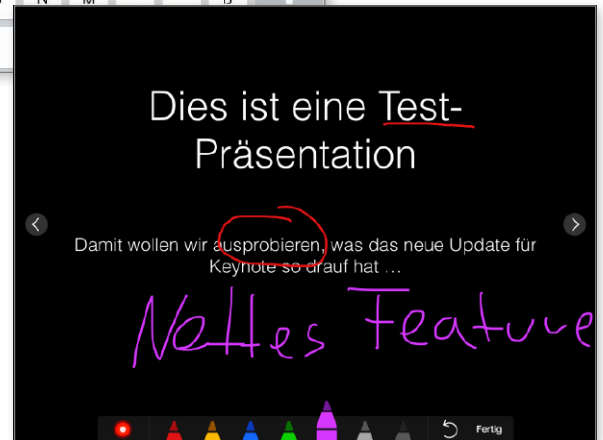 N M
Dies ist eine Test-
Präsentation
Damit wollen wir ausprobieren, was das neue Update für
Keynote so drauf hat ...
Nettes Feature
Fertig